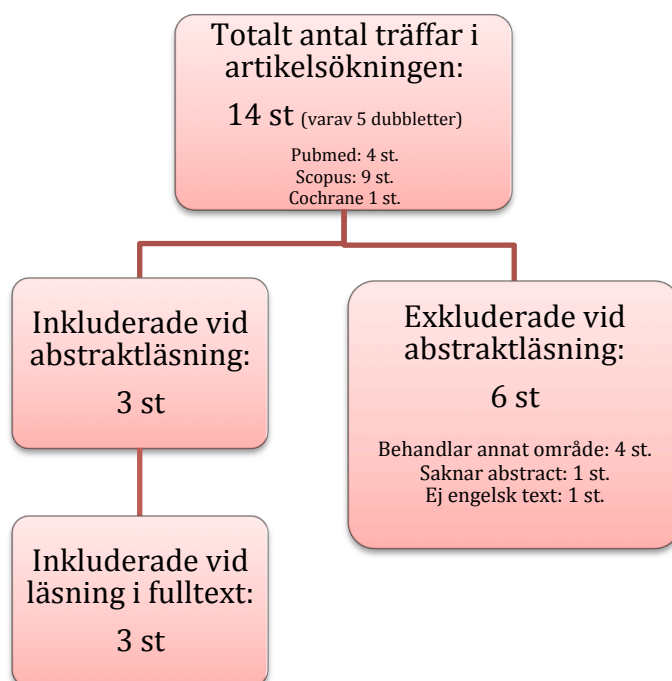 Totalt antal träffar i
artikelsökningen:
14 st (varav 5 dubbletter)
Pubmed: 4 st.
Scopus: 9 st.
Cochrane 1 st.
Inkluderade vid
abstraktläsning:
3 st
Exkluderade vid
abstraktläsning:
6 st
Behandlar annat område: 4 st.
Saknar abstract: 1 st.
Ej engelsk text: 1 st.
Inkluderade vid
läsning i fulltext:
3 st